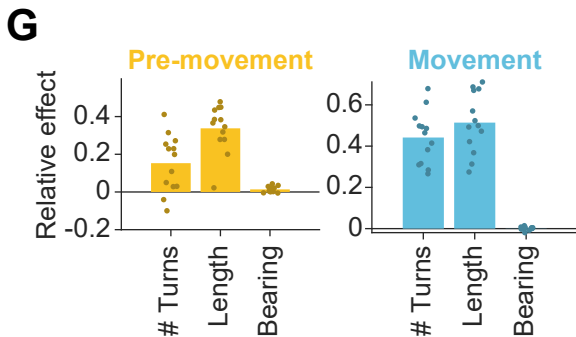 G
Pre-movement
Movement
Relative effect
0.4
0.2
0
-0.2
0.6
0.4
0.2
0
# Turns
Length
Bearing
# Turns
Length
Bearing